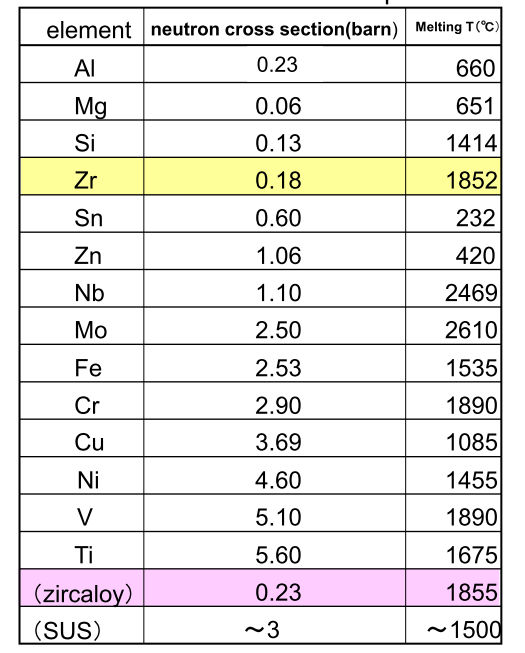 element neutron cross section(barn) Melting T(℃)
Al 0.23 660
Mg 0.06 651
Si 0.13 1414
Zr 0.18 1852
Sn 0.60 232
Zn 1.06 420
Nb 1.10 2469
Mo 2.50 2610
Fe 2.53 1535
Cr 2.90 1890
Cu 3.69 1085
Ni 4.60 1455
V 5.10 1890
Ti 5.60 1675
(zircaloy) 0.23 1855
(SUS) ～3 ～1500